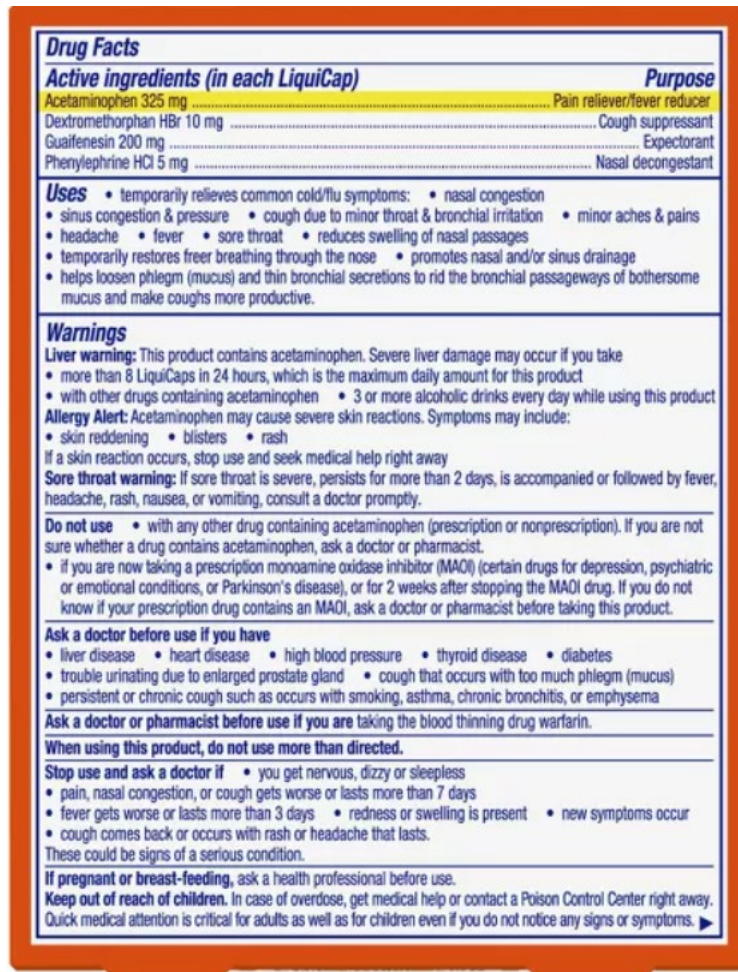 Drug Facts
Active ingredients (in each LiquiCap) Purpose
Acetaminophen 325 mg ........ Pain reliever/fever reducer
Dextromethorphan HBr 10 mg ........ Cough suppressant
Guaifenesin 200 mg ........ Expectorant
Phenylephrine HCl 5 mg ........ Nasal decongestant
Uses • temporarily relieves common cold/flu symptoms: • nasal congestion
• sinus congestion & pressure • cough due to minor throat & bronchial irritation • minor aches & pains
• headache • fever • sore throat • reduces swelling of nasal passages
• temporarily restores freer breathing through the nose • promotes nasal and/or sinus drainage
• helps loosen phlegm (mucus) and thin bronchial secretions to rid the bronchial passageways of bothersome
mucus and make coughs more productive.
Warnings
Liver warning: This product contains acetaminophen. Severe liver damage may occur if you take
• more than 8 LiquiCaps in 24 hours, which is the maximum daily amount for this product
• with other drugs containing acetaminophen • 3 or more alcoholic drinks every day while using this product
Allergy Alert: Acetaminophen may cause severe skin reactions. Symptoms may include:
• skin reddening • blisters • rash
If a skin reaction occurs, stop use and seek medical help right away
Sore throat warning: If sore throat is severe, persists for more than 2 days, is accompanied or followed by fever,
headache, rash, nausea, or vomiting, consult a doctor promptly.
Do not use • with any other drug containing acetaminophen (prescription or nonprescription). If you are not
sure whether a drug contains acetaminophen, ask a doctor or pharmacist.
• if you are now taking a prescription monoamine oxidase inhibitor (MAOI) (certain drugs for depression, psychiatric
or emotional conditions, or Parkinson's disease), or for 2 weeks after stopping the MAOI drug. If you do not
know if your prescription drug contains an MAOI, ask a doctor or pharmacist before taking this product.
Ask a doctor before use if you have
• liver disease • heart disease • high blood pressure • thyroid disease • diabetes
• trouble urinating due to enlarged prostate gland • cough that occurs with too much phlegm (mucus)
• persistent or chronic cough such as occurs with smoking, asthma, chronic bronchitis, or emphysema
Ask a doctor or pharmacist before use if you are taking the blood thinning drug warfarin.
When using this product, do not use more than directed.
Stop use and ask a doctor if • you get nervous, dizzy or sleepless
• pain, nasal congestion, or cough gets worse or lasts more than 7 days
• fever gets worse or lasts more than 3 days • redness or swelling is present • new symptoms occur
• cough comes back or occurs with rash or headache that lasts.
These could be signs of a serious condition.
If pregnant or breast-feeding, ask a health professional before use.
Keep out of reach of children. In case of overdose, get medical help or contact a Poison Control Center right away.
Quick medical attention is critical for adults as well as for children even if you do not notice any signs or symptoms. ▶